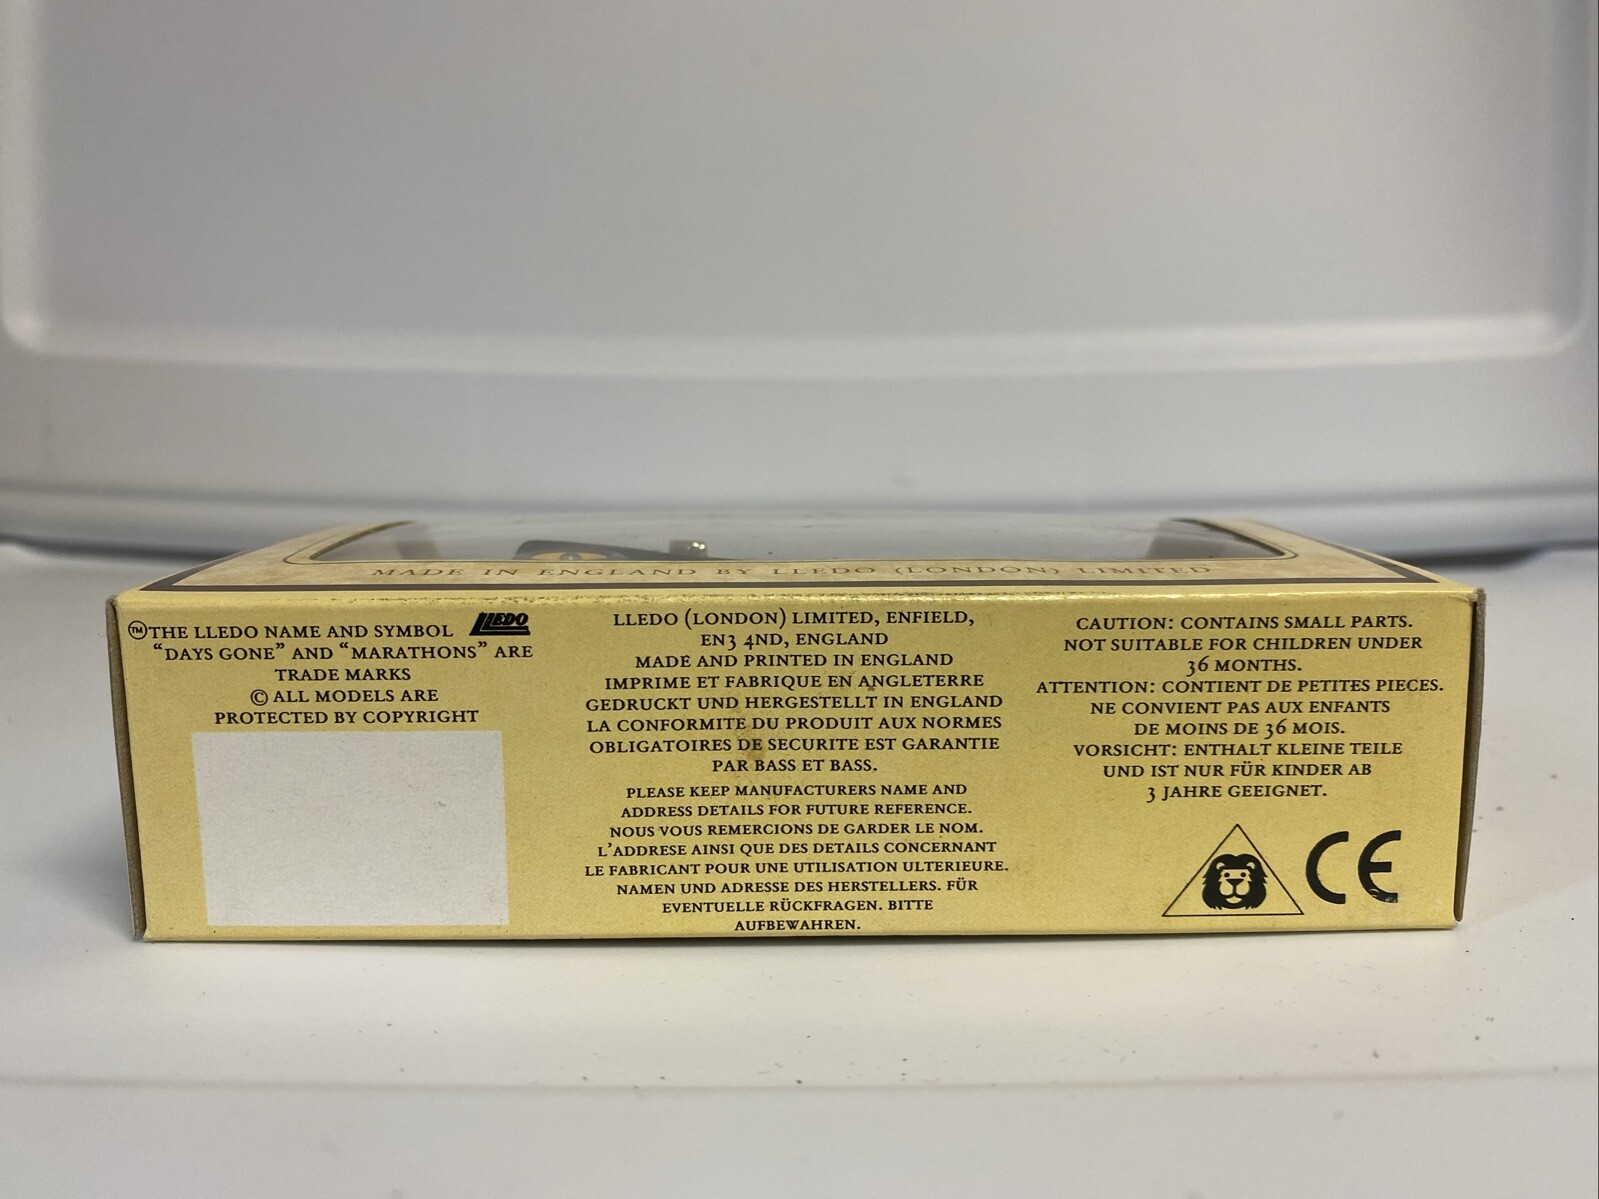 MADE IN ENGLAND BY LLEDO (LONDON) LIMITED
™THE LLEDO NAME AND SYMBOL LLEDO
"DAYS GONE" AND "MARATHONS" ARE
TRADE MARKS
© ALL MODELS ARE
PROTECTED BY COPYRIGHT
LLEDO (LONDON) LIMITED, ENFIELD,
EN3 4ND, ENGLAND
MADE AND PRINTED IN ENGLAND
IMPRIME ET FABRIQUE EN ANGLETERRE
GEDRUCKT UND HERGESTELLT IN ENGLAND
LA CONFORMITE DU PRODUIT AUX NORMES
OBLIGATOIRES DE SECURITE EST GARANTIE
PAR BASS ET BASS.
PLEASE KEEP MANUFACTURERS NAME AND
ADDRESS DETAILS FOR FUTURE REFERENCE.
NOUS VOUS REMERCIONS DE GARDER LE NOM.
L'ADDRESE AINSI QUE DES DETAILS CONCERNANT
LE FABRICANT POUR UNE UTILISATION ULTERIEURE.
NAMEN UND ADRESSE DES HERSTELLERS. FÜR
EVENTUELLE RÜCKFRAGEN. BITTE
AUFBEWAHREN.
CAUTION: CONTAINS SMALL PARTS.
NOT SUITABLE FOR CHILDREN UNDER
36 MONTHS.
ATTENTION: CONTIENT DE PETITES PIECES.
NE CONVIENT PAS AUX ENFANTS
DE MOINS DE 36 MOIS.
VORSICHT: ENTHALT KLEINE TEILE
UND IST NUR FÜR KINDER AB
3 JAHRE GEEIGNET.
CE